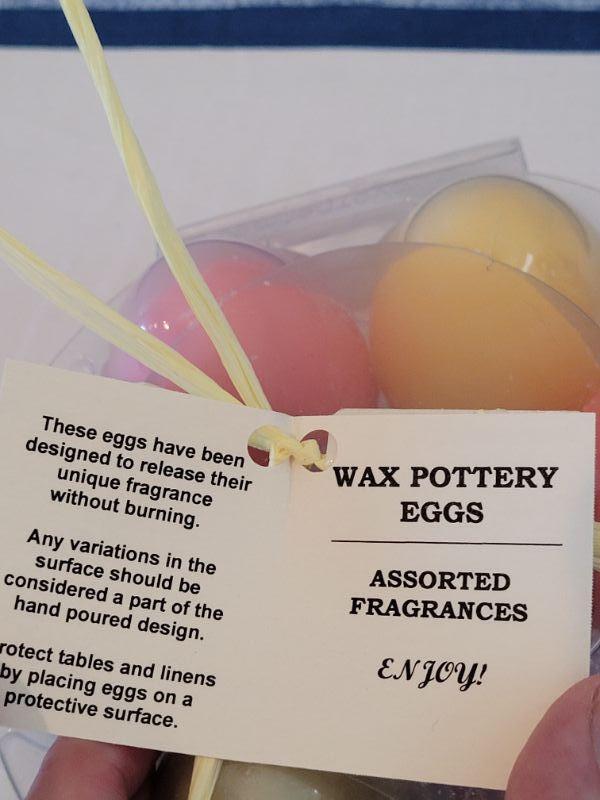 These eggs have been
designed to release their
unique fragrance
without burning.
Any variations in the
surface should be
considered a part of the
hand poured design.
rotect tables and linens
by placing eggs on a
protective surface.
WAX POTTERY
EGGS
ASSORTED
FRAGRANCES
ENJOY!